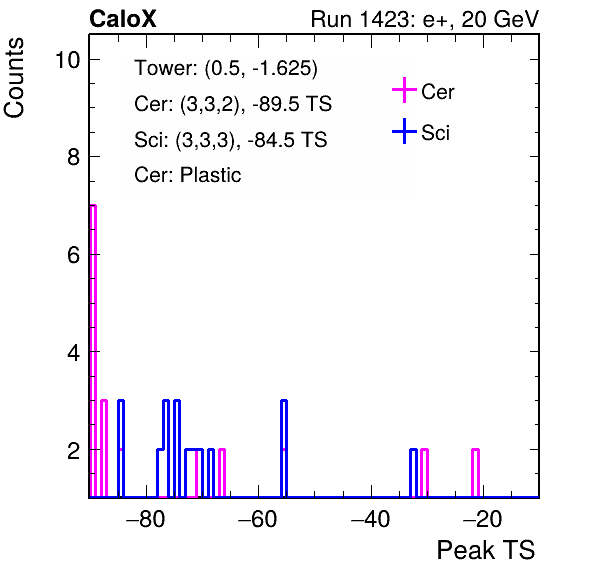 CaloX Run 1423: e+, 20 GeV
Counts
10
8
6
4
2
Tower: (0.5, -1.625)
Cer: (3,3,2), -89.5 TS
Sci: (3,3,3), -84.5 TS
Cer: Plastic
Cer
Sci
−80 −60 −40 −20
Peak TS